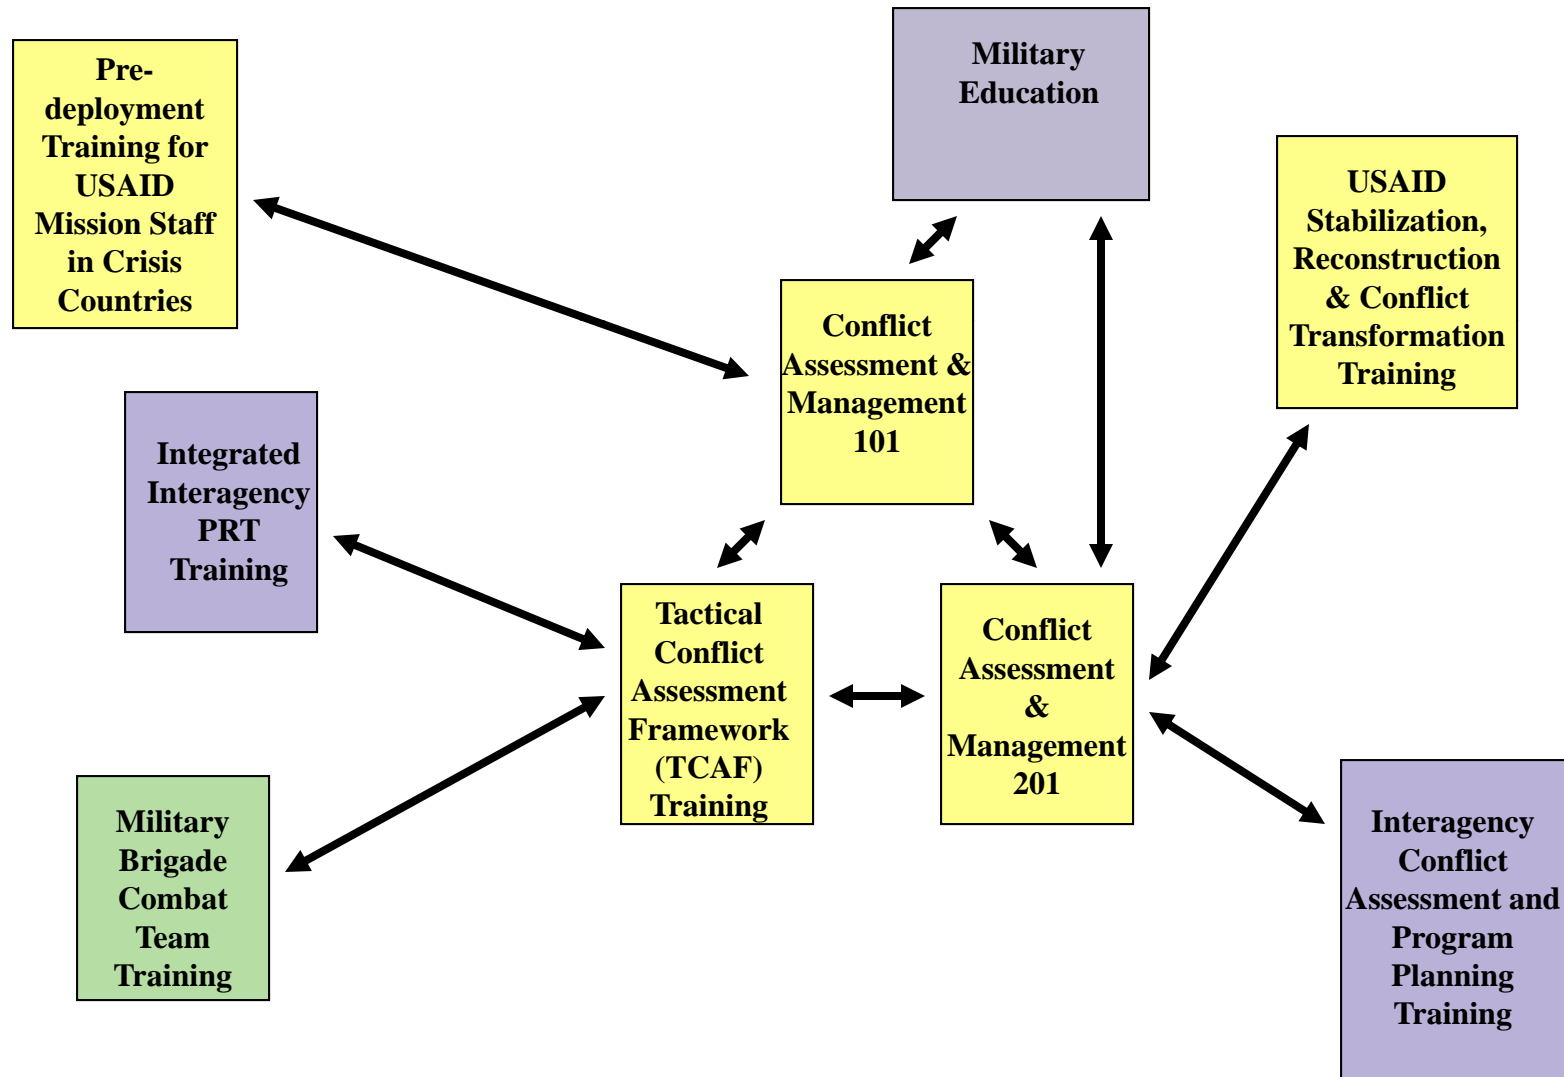 Pre-
deployment
Training for
USAID
Mission Staff
in Crisis
Countries
Military
Education
USAID
Stabilization,
Reconstruction
& Conflict
Transformation
Training
Conflict
Assessment &
Management
101
Integrated
Interagency
PRT
Training
Tactical
Conflict
Assessment
Framework
(TCAF)
Training
Conflict
Assessment
&
Management
201
Military
Brigade
Combat
Team
Training
Interagency
Conflict
Assessment and
Program
Planning
Training